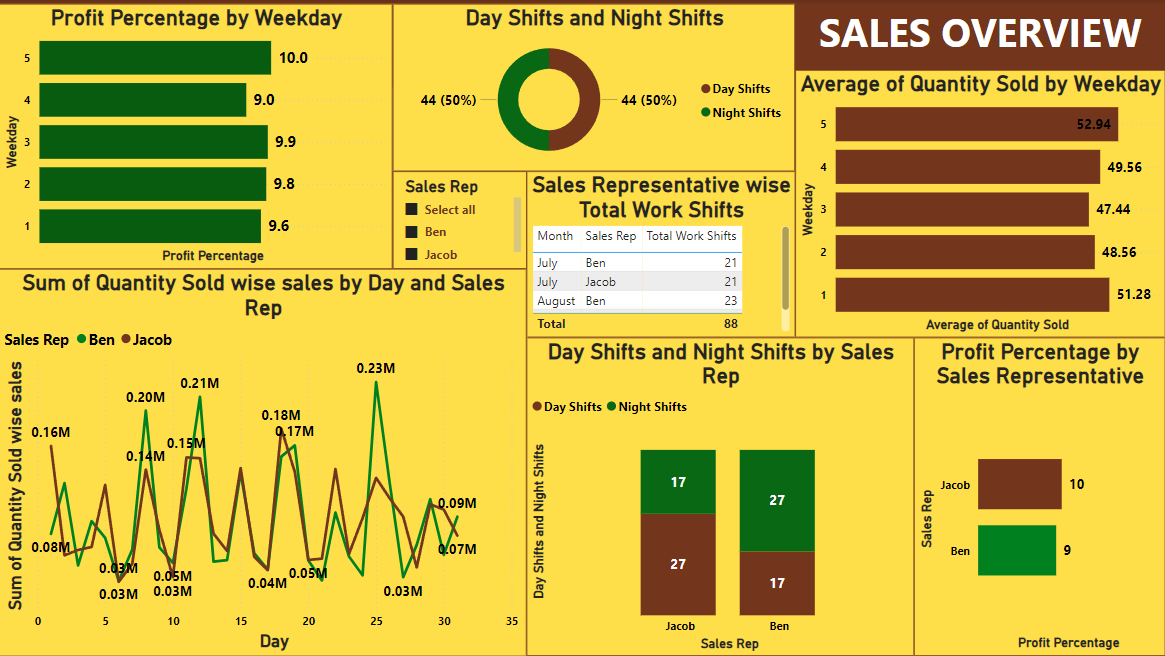 Profit Percentage by Weekday
Weekday
5
10.0
4
9.0
3
9.9
2
9.8
1
9.6
Profit Percentage
Day Shifts and Night Shifts
44 (50%)
44 (50%)
Day Shifts
Night Shifts
SALES OVERVIEW
Average of Quantity Sold by Weekday
Weekday
5
52.94
4
49.56
3
47.44
2
48.56
1
51.28
Average of Quantity Sold
Sales Rep
Select all
Ben
Jacob
Sales Representative wise
Total Work Shifts
Month Sales Rep Total Work Shifts
July Ben 21
July Jacob 21
August Ben 23
Total 88
Sum of Quantity Sold wise sales by Day and Sales
Rep
Sales Rep Ben Jacob
Sum of Quantity Sold wise sales
0.16M
0.08M
0.03M
0.03M
0.20M
0.14M
0.05M
0.03M
0.15M
0.21M
0.04M
0.18M
0.17M
0.05M
0.23M
0.03M
0.09M
0.07M
0 5 10 15 20 25 30 35
Day
Day Shifts and Night Shifts by Sales
Rep
Day Shifts Night Shifts
Day Shifts and Night Shifts
17
27
27
17
Jacob Ben
Sales Rep
Profit Percentage by
Sales Representative
Sales Rep
Jacob
10
Ben
9
Profit Percentage